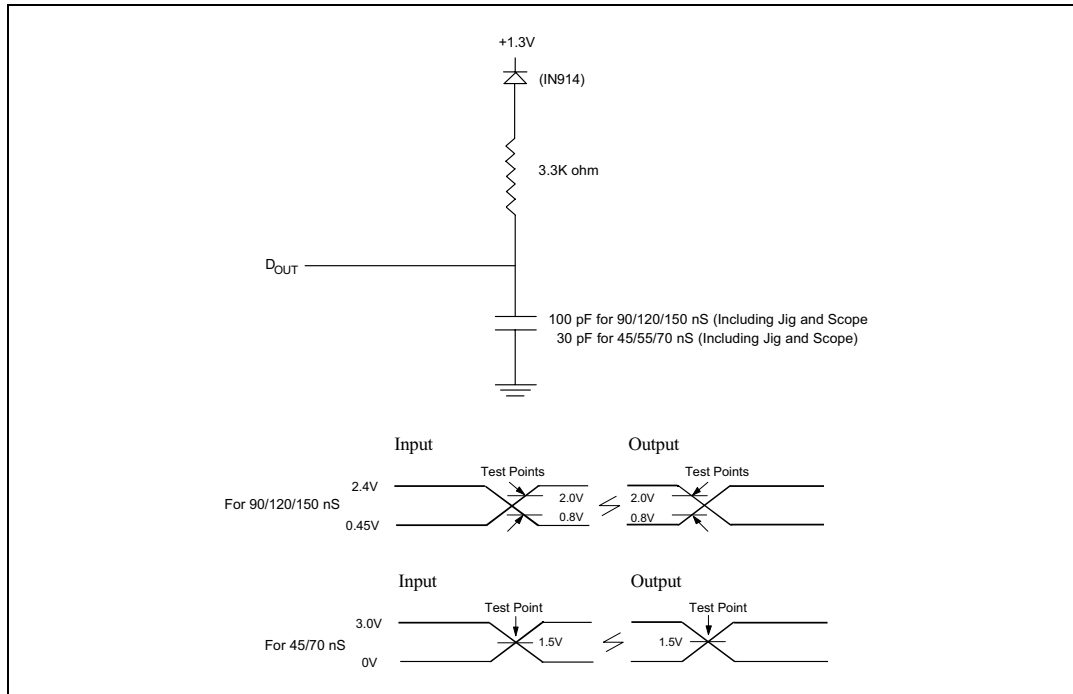 +1.3V
(IN914)
3.3K ohm
DOUT
100 pF for 90/120/150 nS (Including Jig and Scope
30 pF for 45/55/70 nS (Including Jig and Scope)
Input
Output
Test Points
Test Points
For 90/120/150 nS
2.4V
0.45V
2.0V
0.8V
2.0V
0.8V
Input
Output
Test Point
Test Point
For 45/70 nS
3.0V
0V
1.5V
1.5V